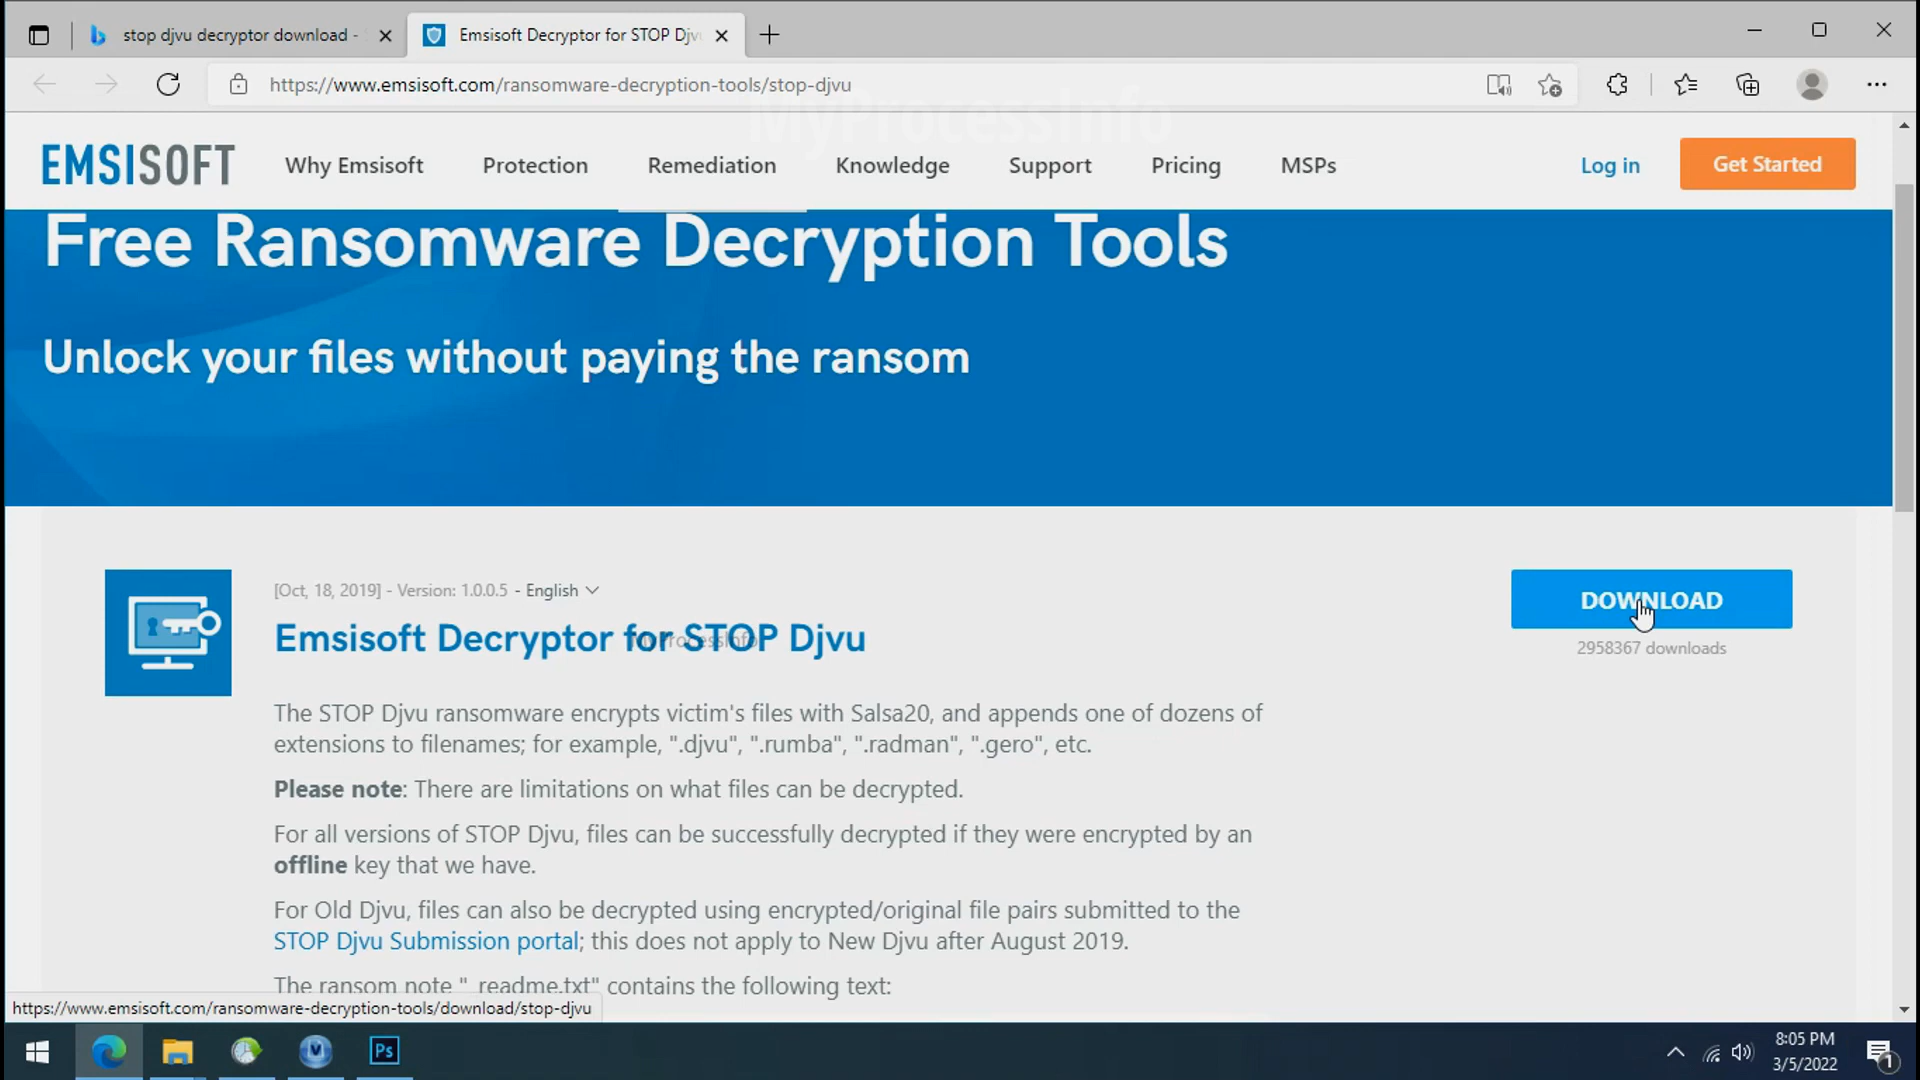 stop djvu decryptor download -
Emsisoft Decryptor for STOP Djv
https://www.emsisoft.com/ransomware-decryption-tools/stop-djvu
MyProcessInfo
EMSISOFT
Why Emsisoft
Protection
Remediation
Knowledge
Support
Pricing
MSPs
Log in
Get Started
Free Ransomware Decryption Tools
Unlock your files without paying the ransom
[Oct, 18, 2019] - Version: 1.0.0.5 - English
DOWNLOAD
2958367 downloads
Emsisoft Decryptor for STOP Djvu
MyProcessInfo
The STOP Djvu ransomware encrypts victim's files with Salsa20, and appends one of dozens of
extensions to filenames; for example, ".djvu", ".rumba", ".radman", ".gero", etc.
Please note: There are limitations on what files can be decrypted.
For all versions of STOP Djvu, files can be successfully decrypted if they were encrypted by an
offline key that we have.
For Old Djvu, files can also be decrypted using encrypted/original file pairs submitted to the
STOP Djvu Submission portal; this does not apply to New Djvu after August 2019.
The ransom note "_readme.txt" contains the following text:
https://www.emsisoft.com/ransomware-decryption-tools/download/stop-djvu
Ps
8:05 PM
3/5/2022
1